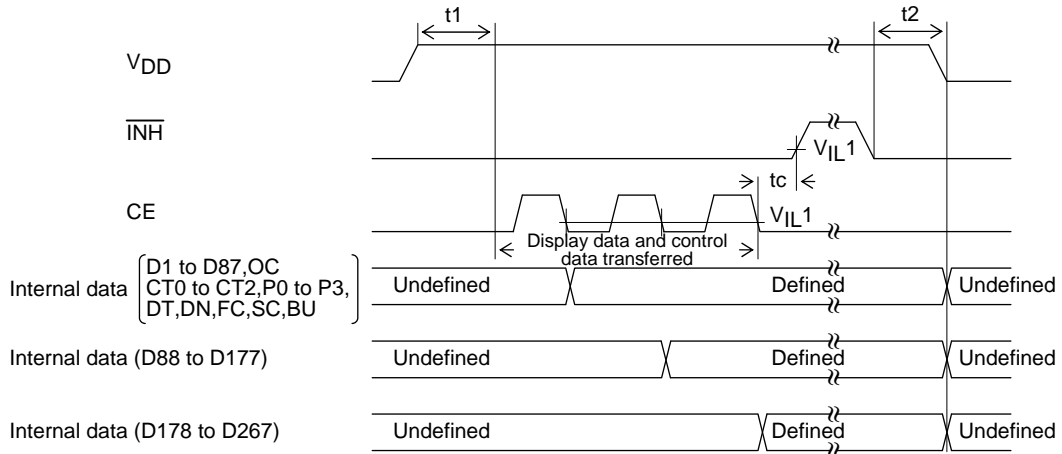 t1
t2
VDD
INH
VIL1
tc
CE
VIL1
Display data and control
data transferred
Internal data
D1 to D87,OC
CT0 to CT2,P0 to P3,
DT,DN,FC,SC,BU
Undefined
Defined
Undefined
Internal data (D88 to D177)
Undefined
Defined
Undefined
Internal data (D178 to D267)
Undefined
Defined
Undefined